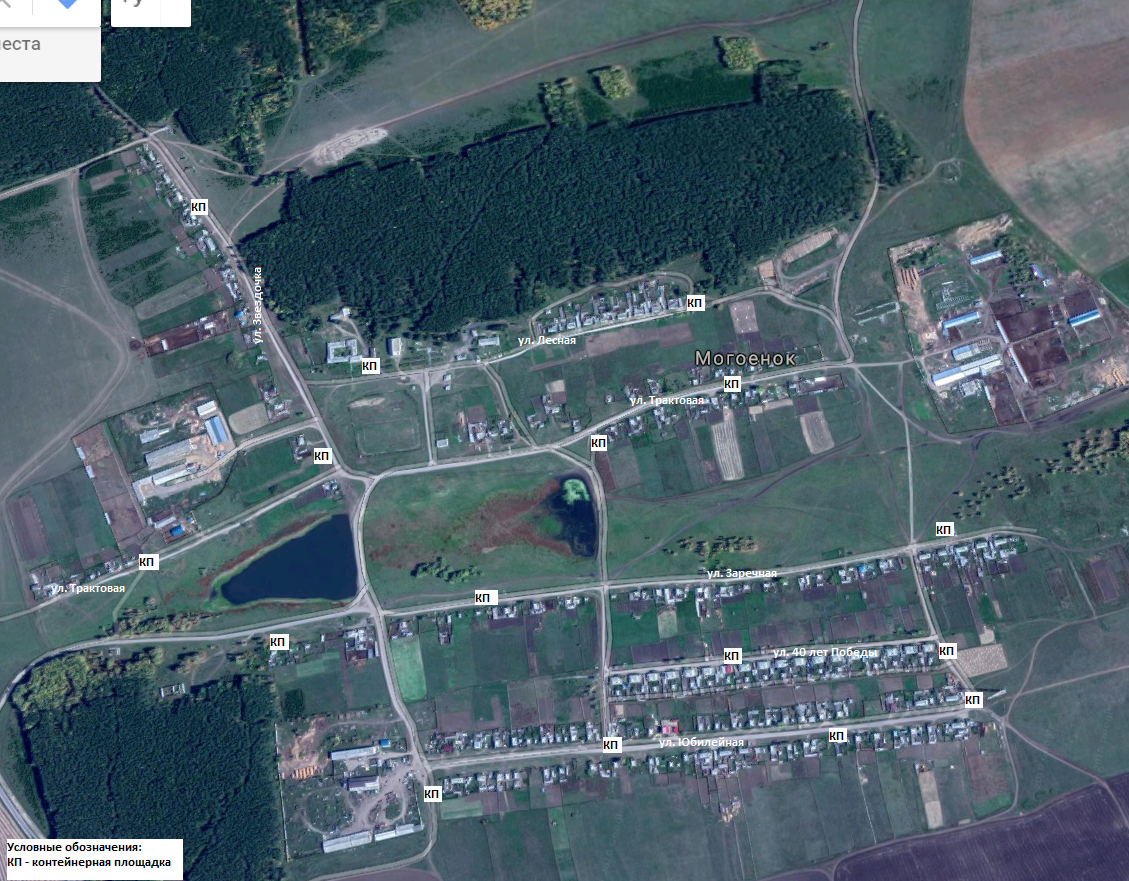 еста
КП
ул. Звездочка
КП
ул. Лесная
КП
Могоенок
КП
ул. Трактовая
КП
КП
КП
КП
ул. Трактовая
КП
ул. Заречная
КП
КП
КП
ул. 40 лет Победы
КП
КП
КП
КП
ул. Юбилейная
КП
КП
Условные обозначения:
КП - контейнерная площадка